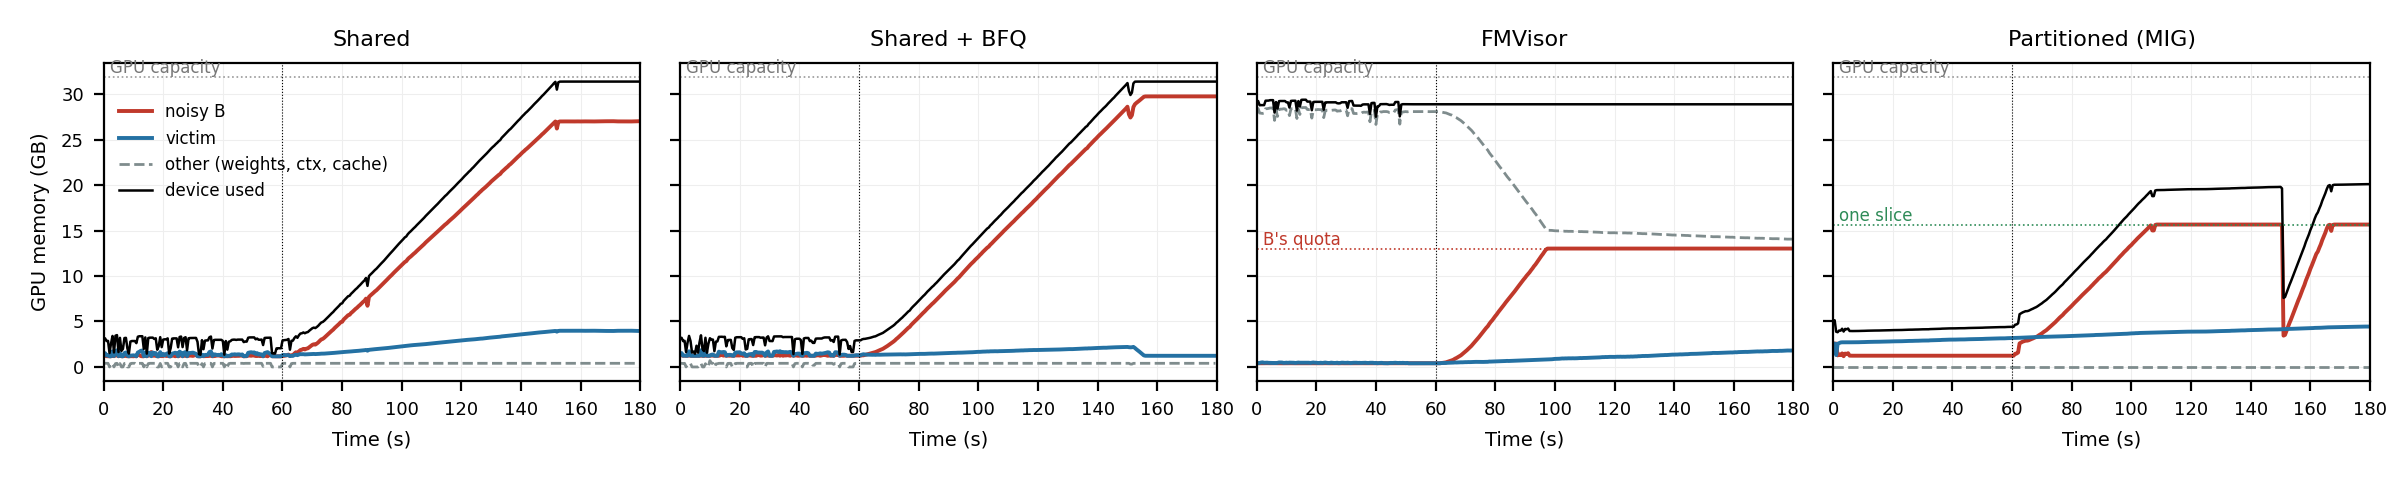 Shared
GPU capacity
noisy B
victim
other (weights, ctx, cache)
device used
GPU memory (GB)
30
25
20
15
10
5
0
0 20 40 60 80 100 120 140 160 180
Time (s)
Shared + BFQ
GPU capacity
0 20 40 60 80 100 120 140 160 180
Time (s)
FMVisor
GPU capacity
B's quota
0 20 40 60 80 100 120 140 160 180
Time (s)
Partitioned (MIG)
GPU capacity
one slice
0 20 40 60 80 100 120 140 160 180
Time (s)